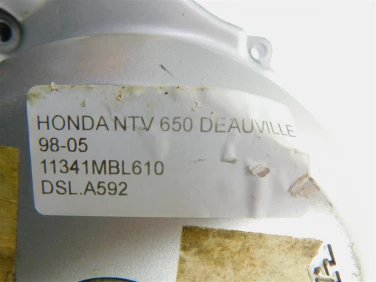 HONDA NTV 650 DEAUVILLE
98-05
11341MBL610
DSL.A592